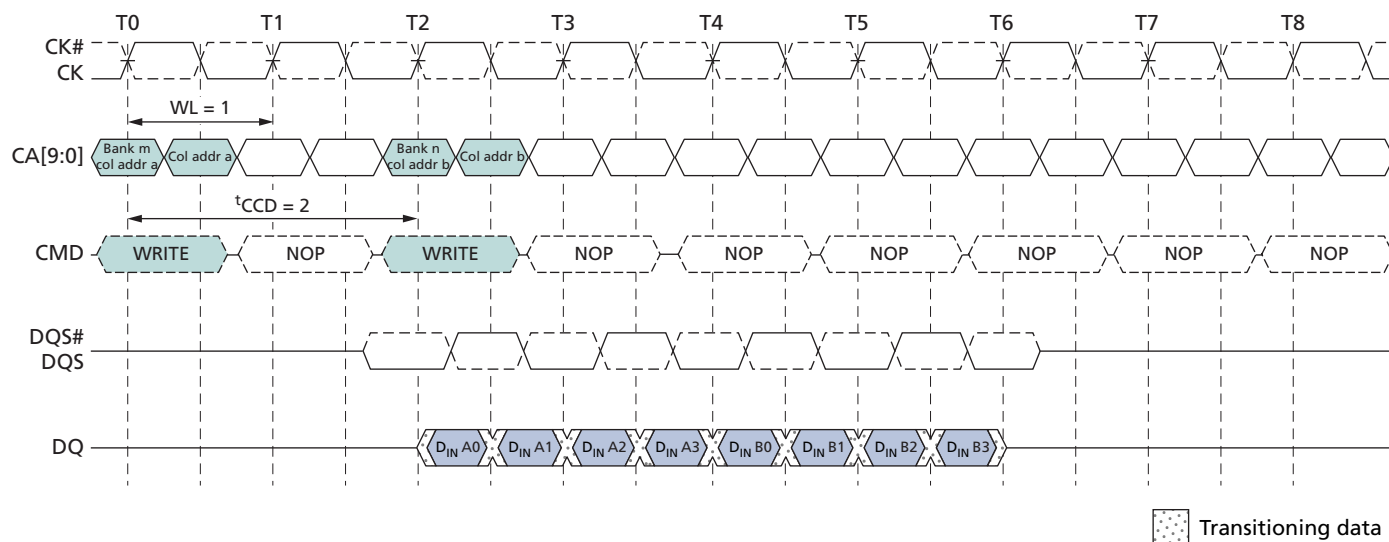 T0 T1 T2 T3 T4 T5 T6 T7 T8
CK#
CK
WL = 1
CA[9:0]
Bank m
col addr a
Col addr a
Bank n
col addr b
Col addr b
tCCD = 2
CMD WRITE NOP WRITE NOP NOP NOP NOP NOP NOP
DQS#
DQS
DQ DIN A0 DIN A1 DIN A2 DIN A3 DIN B0 DIN B1 DIN B2 DIN B3
Transitioning data